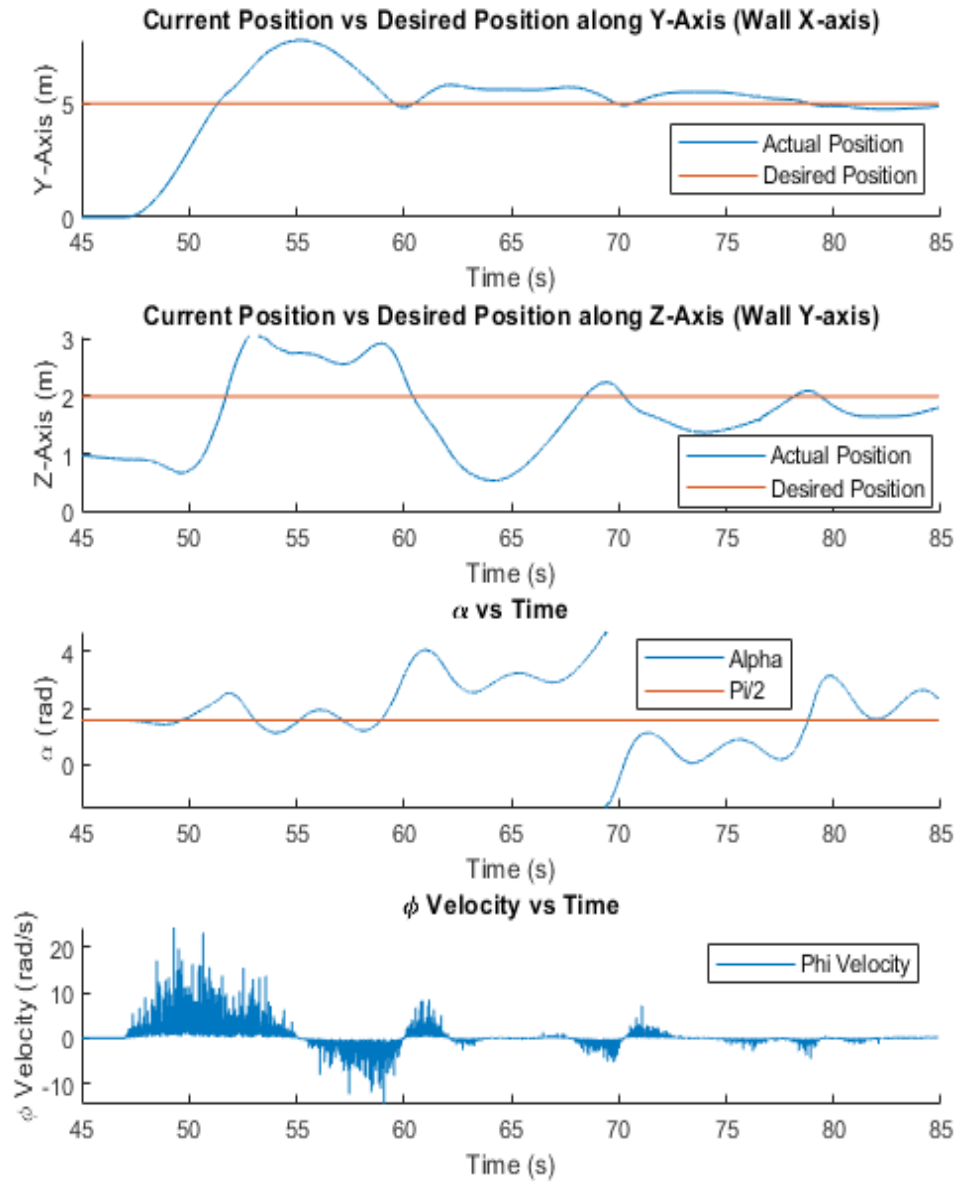 Current Position vs Desired Position along Y-Axis (Wall X-axis)
Y-Axis (m)
5
0
Actual Position
Desired Position
45 50 55 60 65 70 75 80 85
Time (s)
Current Position vs Desired Position along Z-Axis (Wall Y-axis)
Z-Axis (m)
3
2
1
0
Actual Position
Desired Position
45 50 55 60 65 70 75 80 85
Time (s)
α vs Time
α (rad)
4
2
0
Alpha
Pi/2
45 50 55 60 65 70 75 80 85
Time (s)
ϕ Velocity vs Time
ϕ Velocity (rad/s)
20
10
0
-10
Phi Velocity
45 50 55 60 65 70 75 80 85
Time (s)